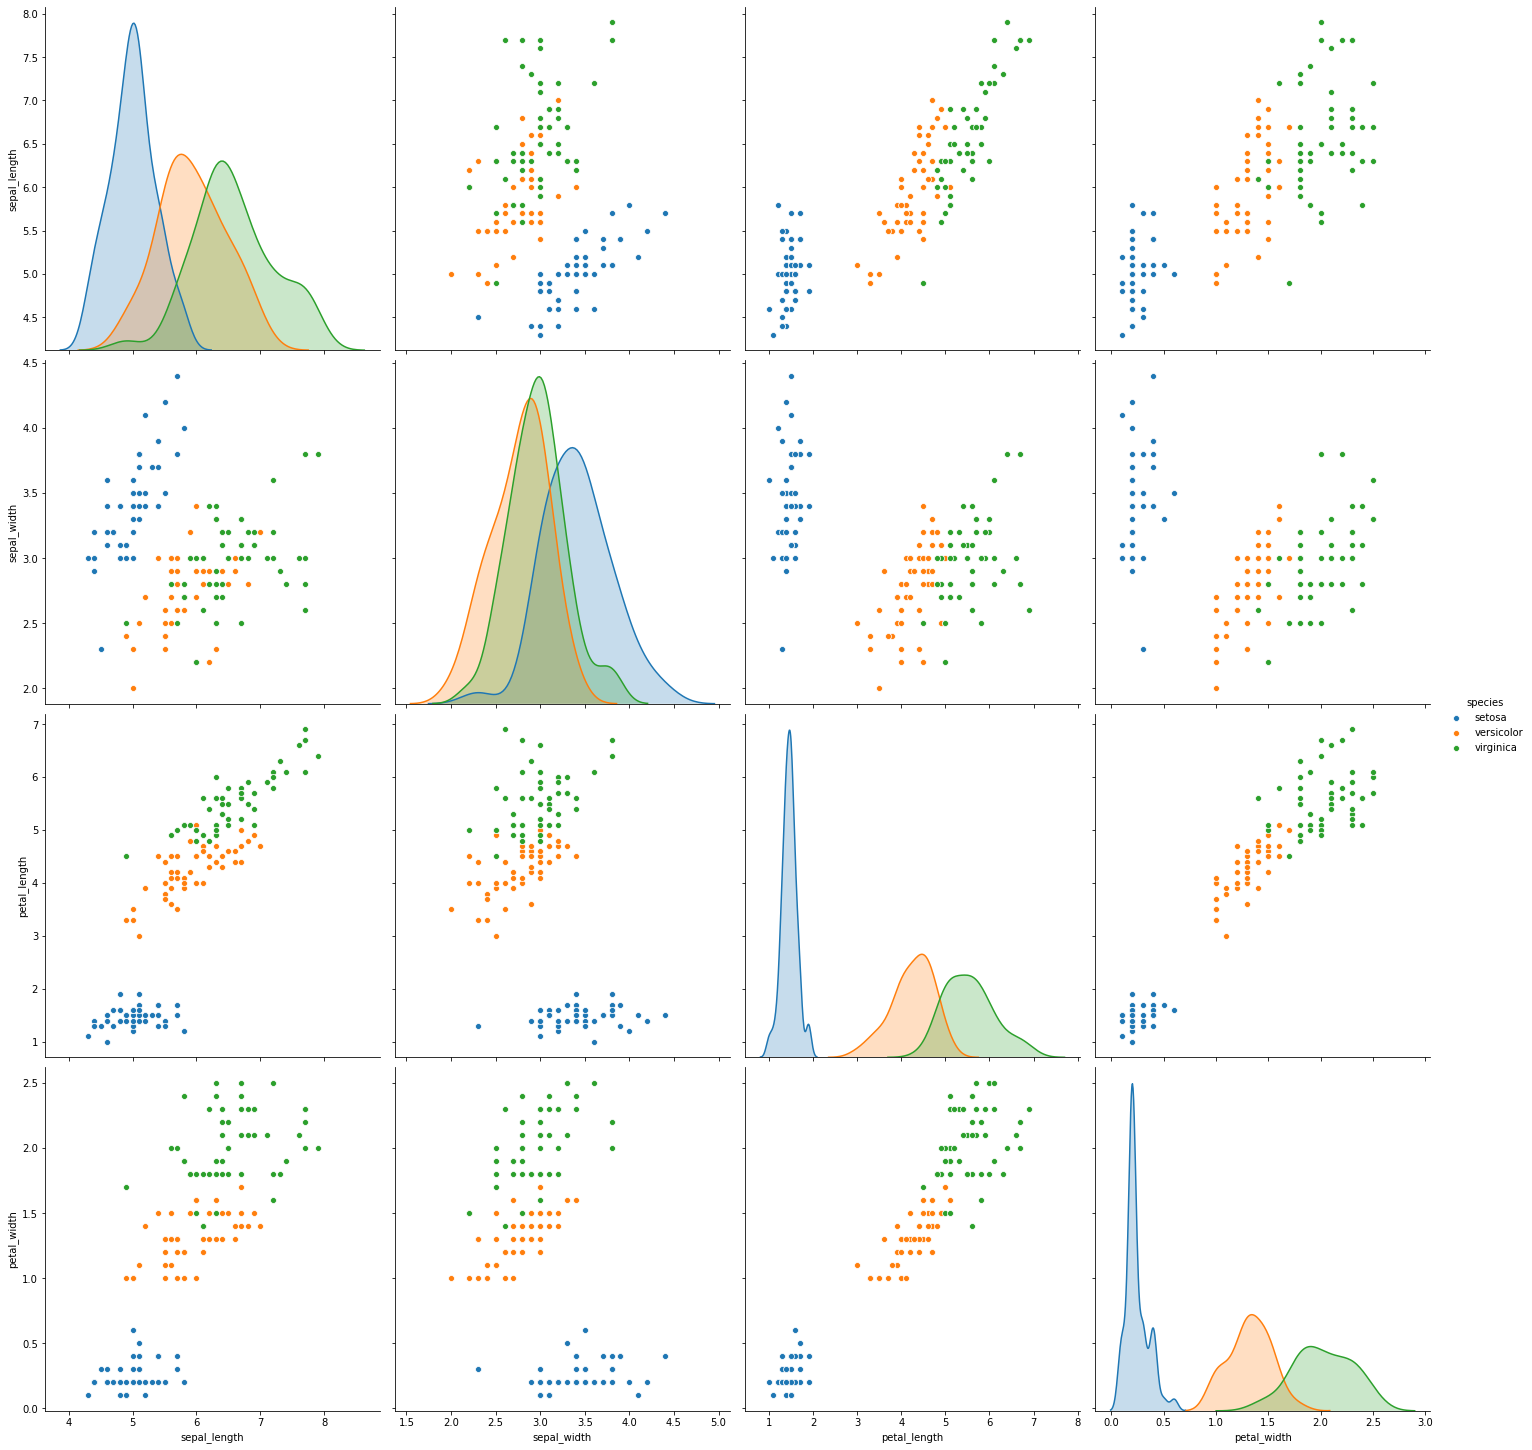 8.0
7.5
7.0
6.5
6.0
5.5
5.0
4.5
sepal_length
4.5
4.0
3.5
3.0
2.5
2.0
sepal_width
species
setosa
versicolor
virginica
7
6
5
4
3
2
1
petal_length
2.5
2.0
1.5
1.0
0.5
0.0
petal_width
4 5 6 7 8
1.5 2.0 2.5 3.0 3.5 4.0 4.5 5.0
1 2 3 4 5 6 7 8
0.0 0.5 1.0 1.5 2.0 2.5 3.0
sepal_length
sepal_width
petal_length
petal_width